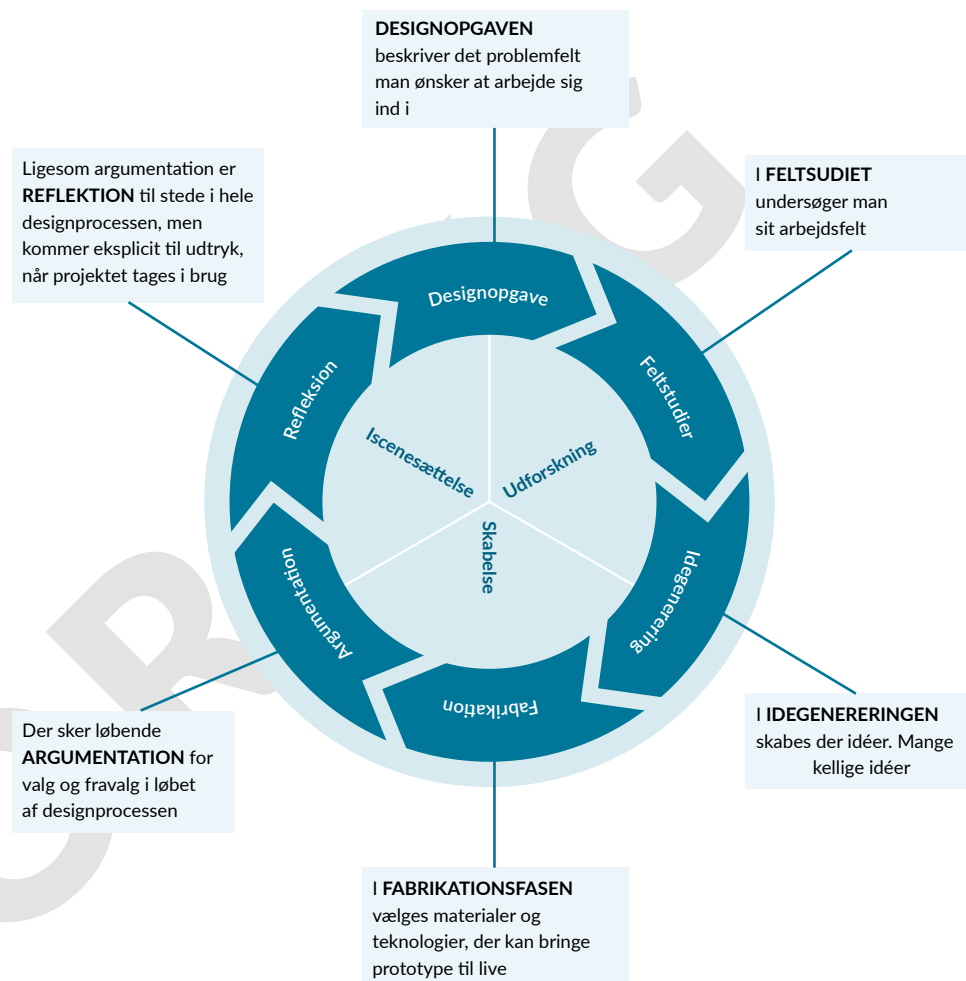 DESIGNOPGAVEN
beskriver det problemfelt
man ønsker at arbejde sig
ind i
Ligesom argumentation er
REFLEKTION til stede i hele
designprocessen, men
kommer eksplicit til udtryk,
når projektet tages i brug
I FELTSUDIET
undersøger man
sit arbejdsfelt
Designopgave
Feltstudier
Idegenerering
Fabrikation
Argumentation
Refleksion
Iscenesættelse
Udforskning
Skabelse
Der sker løbende
ARGUMENTATION for
valg og fravalg i løbet
af designprocessen
I IDEGENERERINGEN
skabes der idéer. Mange
kellige idéer
I FABRIKATIONSFASEN
vælges materialer og
teknologier, der kan bringe
prototype til live